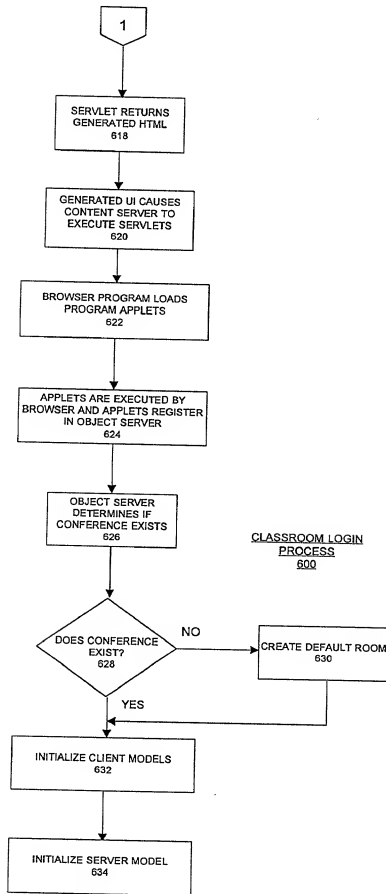 1
SERVLET RETURNS
GENERATED HTML
618
GENERATED UI CAUSES
CONTENT SERVER TO
EXECUTE SERVLETS
620
BROWSER PROGRAM LOADS
PROGRAM APPLETS
622
APPLETS ARE EXECUTED BY
BROWSER AND APPLETS REGISTER
IN OBJECT SERVER
624
OBJECT SERVER
DETERMINES IF
CONFERENCE EXISTS
626
CLASSROOM LOGIN
PROCESS
600
DOES CONFERENCE
EXIST?
628
NO
CREATE DEFAULT ROOM
630
YES
INITIALIZE CLIENT MODELS
632
INITIALIZE SERVER MODEL
634